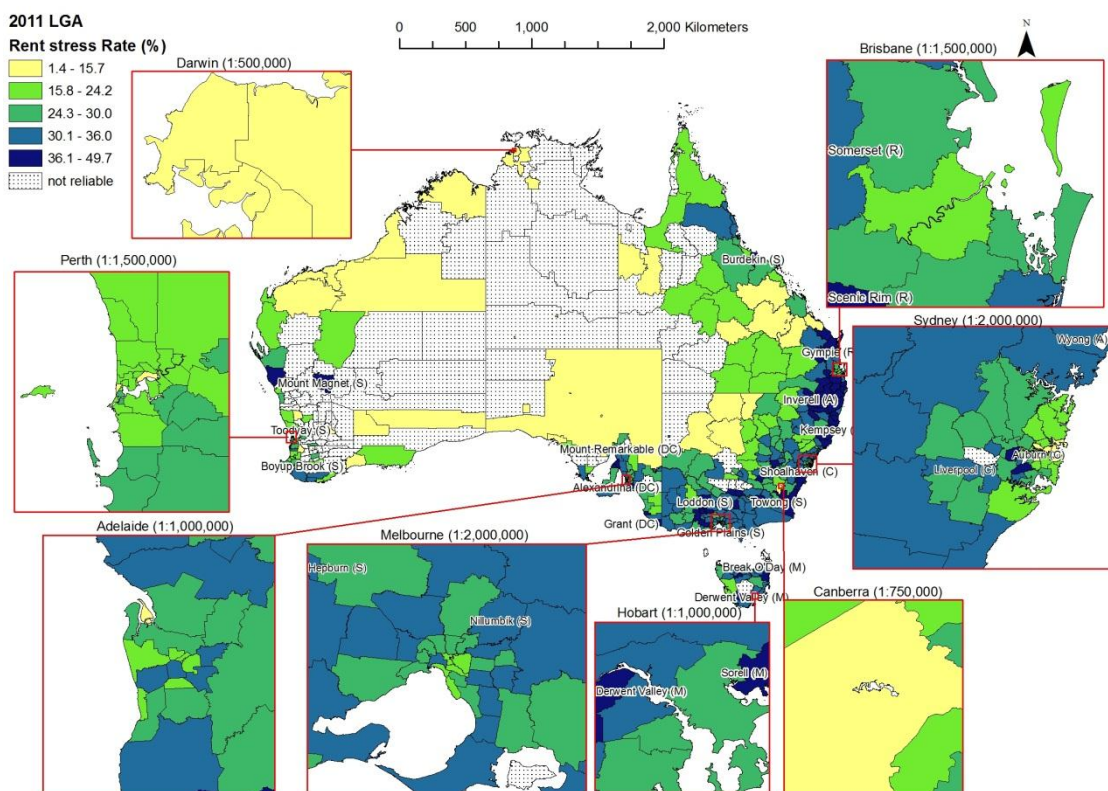 2011 LGA
Rent stress Rate (%)
1.4 - 15.7
15.8 - 24.2
24.3 - 30.0
30.1 - 36.0
36.1 - 49.7
not reliable
0 500 1,000 2,000 Kilometers
N
Darwin (1:500,000)
Brisbane (1:1,500,000)
Somerset (R)
Scenic Rim (R)
Perth (1:1,500,000)
Burdekin (S)
Sydney (1:2,000,000)
Wyong (A)
Auburn (C)
Liverpool (C)
Gympie (R
Mount Magnet (S)
Inverell (A)
Toodyay (S)
Kempsey (
Boyup Brook (S)
Mount Remarkable (DC)
Shoalhaven (C)
Alexandrina (DC)
Loddon (S)
Towong (S)
Grant (DC)
Golden Plains (S)
Adelaide (1:1,000,000)
Melbourne (1:2,000,000)
Hepburn (S)
Nillumbik (S)
Break O'Day (M)
Derwent Valley (M)
Hobart (1:1,000,000)
Sorell (M)
Derwent Valley (M)
Canberra (1:750,000)